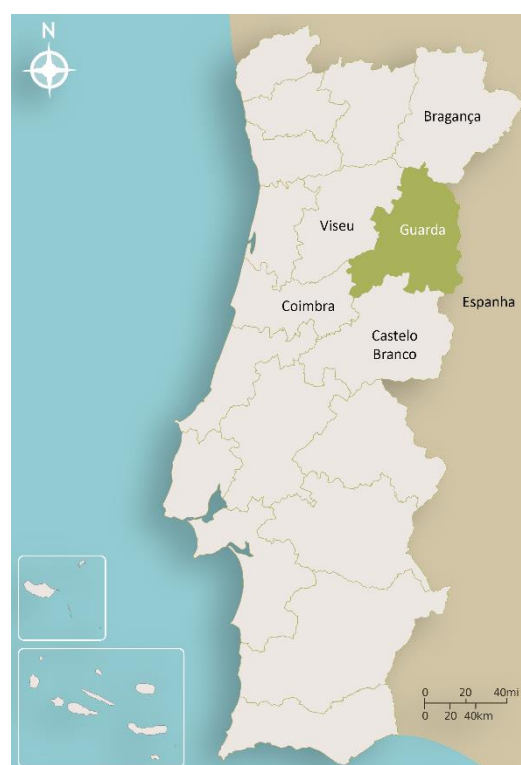 N
Bragança
Viseu
Guarda
Coimbra
Espanha
Castelo
Branco
0 20 40mi
0 20 40km